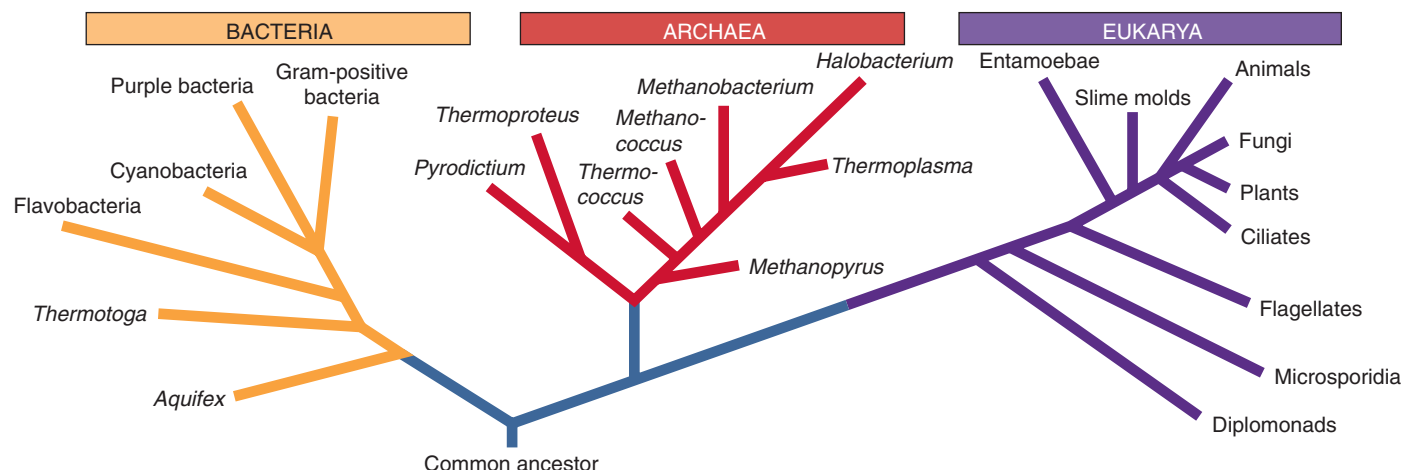 BACTERIA
ARCHAEA
EUKARYA
Purple bacteria
Gram-positive
bacteria
Cyanobacteria
Flavobacteria
Thermotoga
Aquifex
Halobacterium
Methanobacterium
Thermoproteus
Methano-
coccus
Pyrodictium
Thermo-
coccus
Thermoplasma
Methanopyrus
Entamoebae
Animals
Slime molds
Fungi
Plants
Ciliates
Flagellates
Microsporidia
Diplomonads
Common ancestor